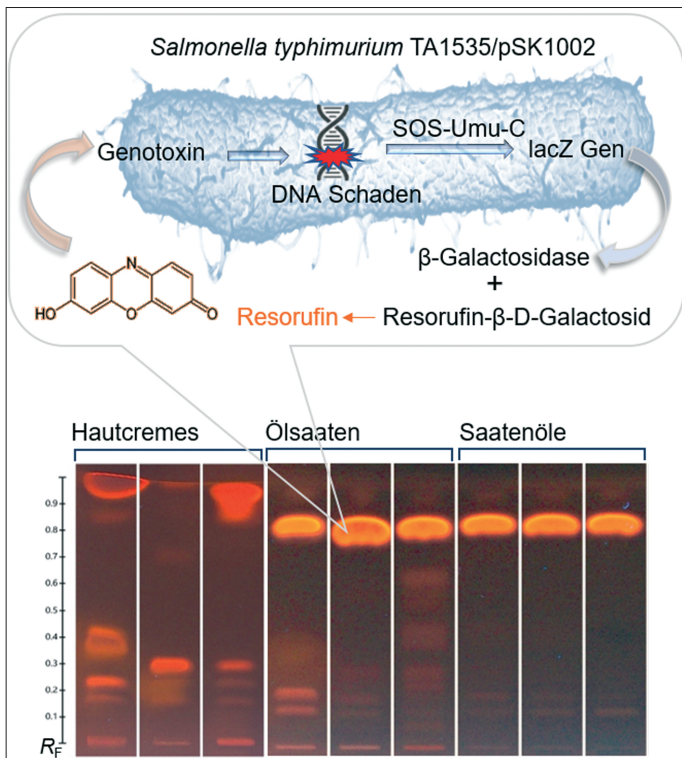 Salmonella typhimurium TA1535/pSK1002
SOS-Umu-C
Genotoxin
lacZ Gen
DNA Schaden
β-Galactosidase
+
N
HO
O
O
Resorufin
Resorufin-β-D-Galactosid
Hautcremes
Ölsaaten
Saatenöle
0.9
0.8
0.7
0.6
0.5
0.4
0.3
0.2
0.1
RF